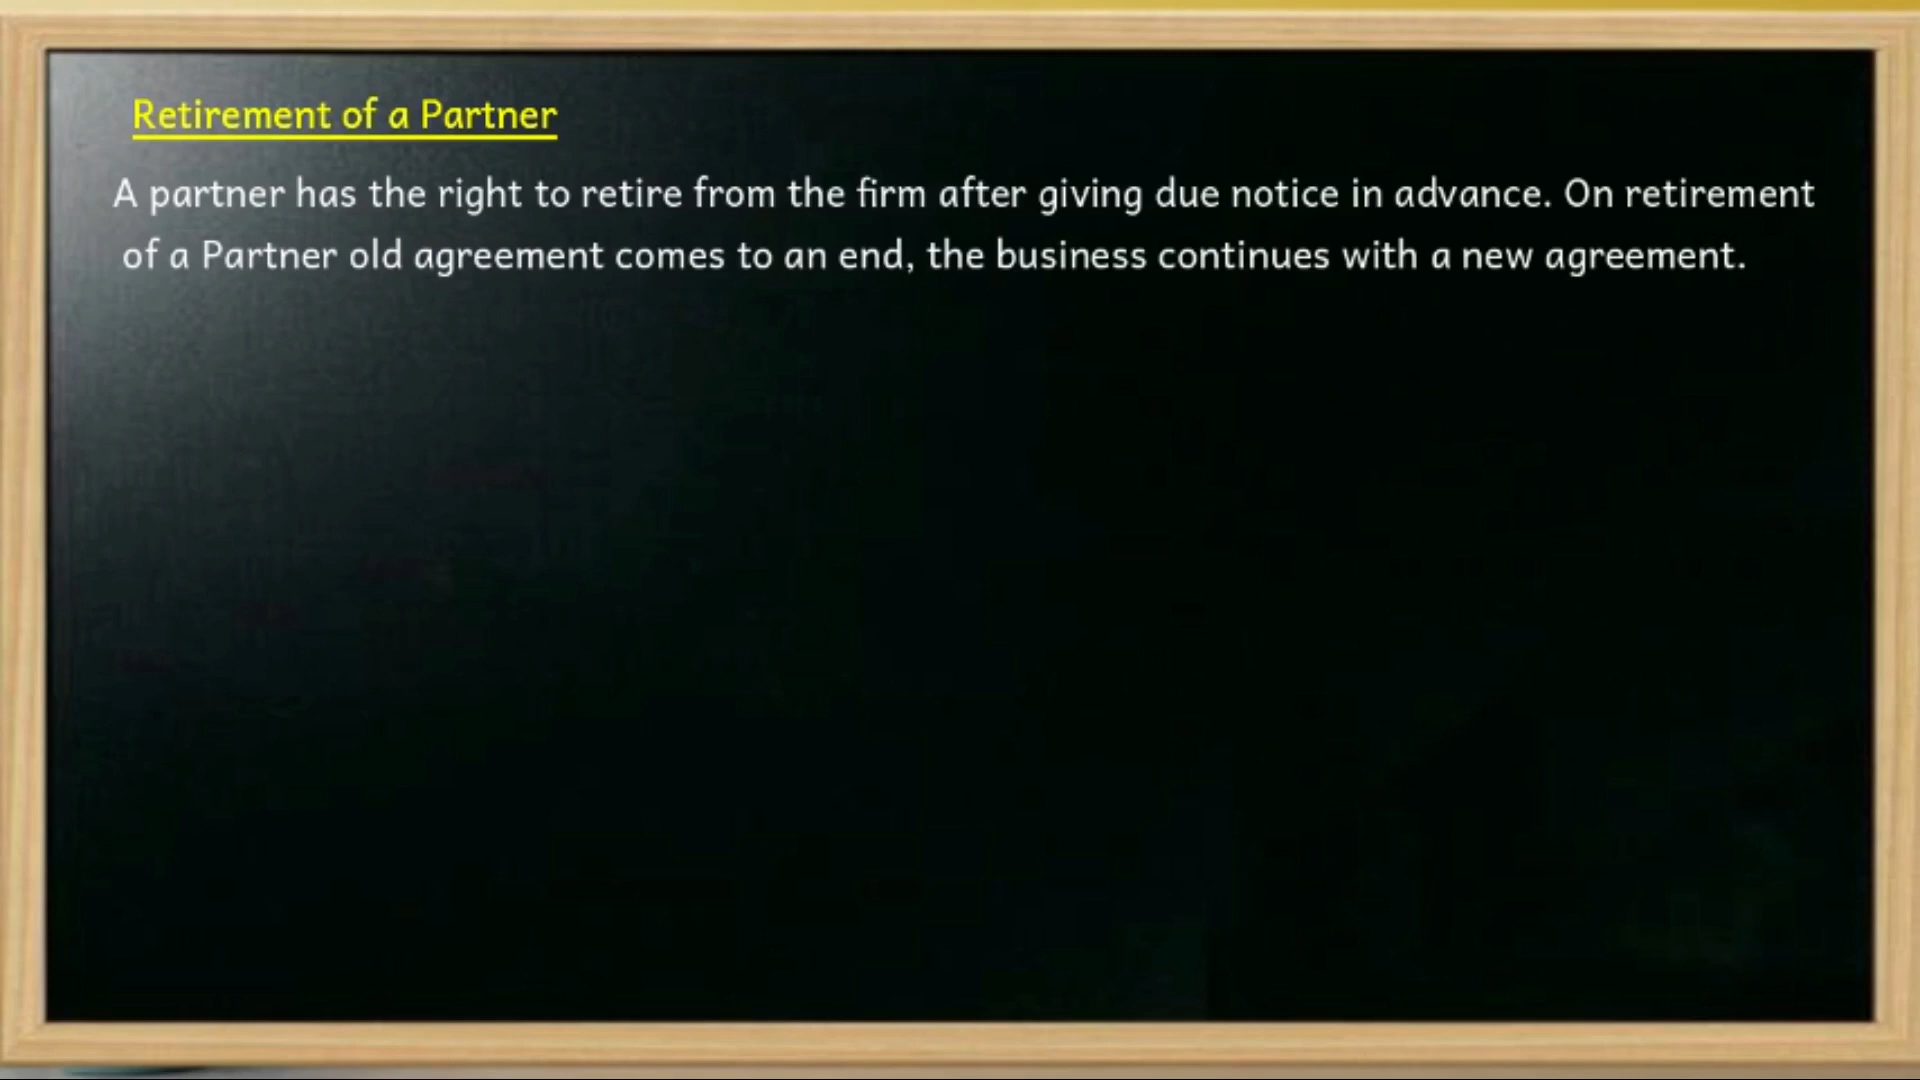 Retirement of a Partner
A partner has the right to retire from the firm after giving due notice in advance. On retirement
of a Partner old agreement comes to an end, the business continues with a new agreement.